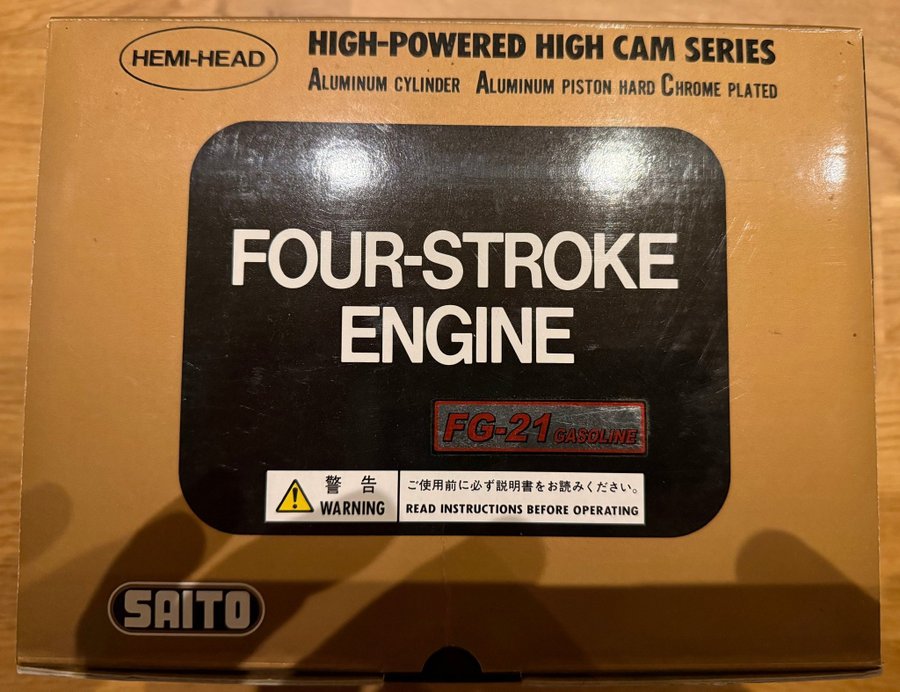 HEMI-HEAD
HIGH-POWERED HIGH CAM SERIES
ALUMINUM CYLINDER ALUMINUM PISTON HARD CHROME PLATED
FOUR-STROKE
ENGINE
FG-21 GASOLINE
警告
WARNING
ご使用前に必ず説明書をお読みください。
READ INSTRUCTIONS BEFORE OPERATING
SAITO